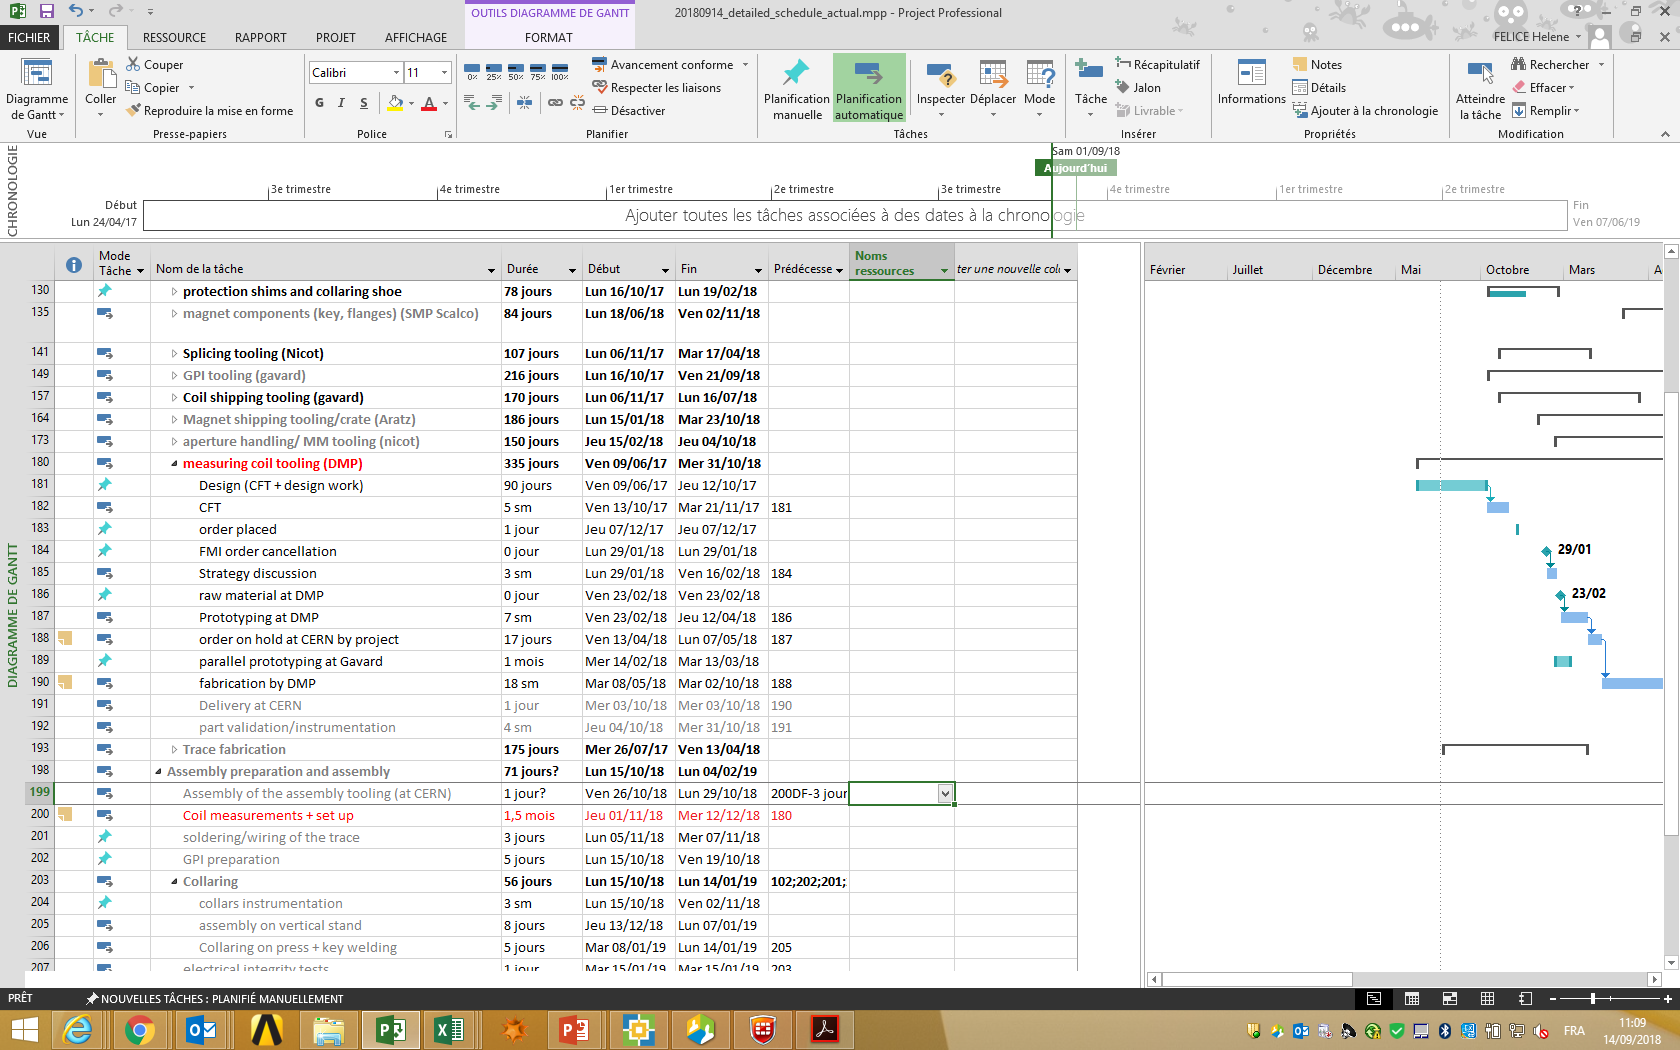 OUTILS DIAGRAMME DE GANTT
20180914_detailed_schedule_actual.mpp - Project Professional
FICHIER TÂCHE RESSOURCE RAPPORT PROJET AFFICHAGE FORMAT
FELICE Helene
Diagramme de Gantt
Vue
Coller
Couper
Copier
Reproduire la mise en forme
Presse-papiers
Calibri 11
G I S
Police
0% 25% 50% 75% 100%
Avancement conforme
Respecter les liaisons
Désactiver
Planifier
Planification manuelle
Planification automatique
Inspecter Déplacer Mode
Tâches
Tâche
Récapitulatif
Jalon
Livrable
Insérer
Informations
Notes
Détails
Ajouter à la chronologie
Propriétés
Atteindre la tâche
Rechercher
Effacer
Remplir
Modification
CHRONOLOGIE
Sam 01/09/18
Aujourd'hui
3e trimestre 4e trimestre 1er trimestre 2e trimestre 3e trimestre 4e trimestre 1er trimestre 2e trimestre
Début
Lun 24/04/17
Ajouter toutes les tâches associées à des dates à la chronologie
Fin
Ven 07/06/19
DIAGRAMME DE GANTT
Mode Tâche Nom de la tâche Durée Début Fin Prédécesse Noms ressources ter une nouvelle colo
Février Juillet Décembre Mai Octobre Mars A
130 protection shims and collaring shoe 78 jours Lun 16/10/17 Lun 19/02/18
135 magnet components (key, flanges) (SMP Scalco) 84 jours Lun 18/06/18 Ven 02/11/18
141 Splicing tooling (Nicot) 107 jours Lun 06/11/17 Mar 17/04/18
149 GPI tooling (gavard) 216 jours Lun 16/10/17 Ven 21/09/18
157 Coil shipping tooling (gavard) 170 jours Lun 06/11/17 Lun 16/07/18
164 Magnet shipping tooling/crate (Aratz) 186 jours Lun 15/01/18 Mar 23/10/18
173 aperture handling/ MM tooling (nicot) 150 jours Jeu 15/02/18 Jeu 04/10/18
180 measuring coil tooling (DMP) 335 jours Ven 09/06/17 Mer 31/10/18
181 Design (CFT + design work) 90 jours Ven 09/06/17 Jeu 12/10/17
182 CFT 5 sm Ven 13/10/17 Mar 21/11/17 181
183 order placed 1 jour Jeu 07/12/17 Jeu 07/12/17
184 FMI order cancellation 0 jour Lun 29/01/18 Lun 29/01/18 29/01
185 Strategy discussion 3 sm Lun 29/01/18 Ven 16/02/18 184
186 raw material at DMP 0 jour Ven 23/02/18 Ven 23/02/18 23/02
187 Prototyping at DMP 7 sm Ven 23/02/18 Jeu 12/04/18 186
188 order on hold at CERN by project 17 jours Ven 13/04/18 Lun 07/05/18 187
189 parallel prototyping at Gavard 1 mois Mer 14/02/18 Mar 13/03/18
190 fabrication by DMP 18 sm Mar 08/05/18 Mar 02/10/18 188
191 Delivery at CERN 1 jour Mer 03/10/18 Mer 03/10/18 190
192 part validation/instrumentation 4 sm Jeu 04/10/18 Mer 31/10/18 191
193 Trace fabrication 175 jours Mer 26/07/17 Ven 13/04/18
198 Assembly preparation and assembly 71 jours? Lun 15/10/18 Lun 04/02/19
199 Assembly of the assembly tooling (at CERN) 1 jour? Ven 26/10/18 Lun 29/10/18 200DF-3 jour
200 Coil measurements + set up 1,5 mois Jeu 01/11/18 Mer 12/12/18 180
201 soldering/wiring of the trace 3 jours Lun 05/11/18 Mer 07/11/18
202 GPI preparation 5 jours Lun 15/10/18 Ven 19/10/18
203 Collaring 56 jours Lun 15/10/18 Lun 14/01/19 102;202;201;
204 collars instrumentation 3 sm Lun 15/10/18 Ven 02/11/18
205 assembly on vertical stand 8 jours Jeu 13/12/18 Lun 07/01/19
206 Collaring on press + key welding 5 jours Mar 08/01/19 Lun 14/01/19 205
207 electrical integrity tests 1 jour Mar 15/01/19 Mar 15/01/19 203
PRÊT NOUVELLES TÂCHES : PLANIFIÉ MANUELLEMENT
FRA
11:09
14/09/2018